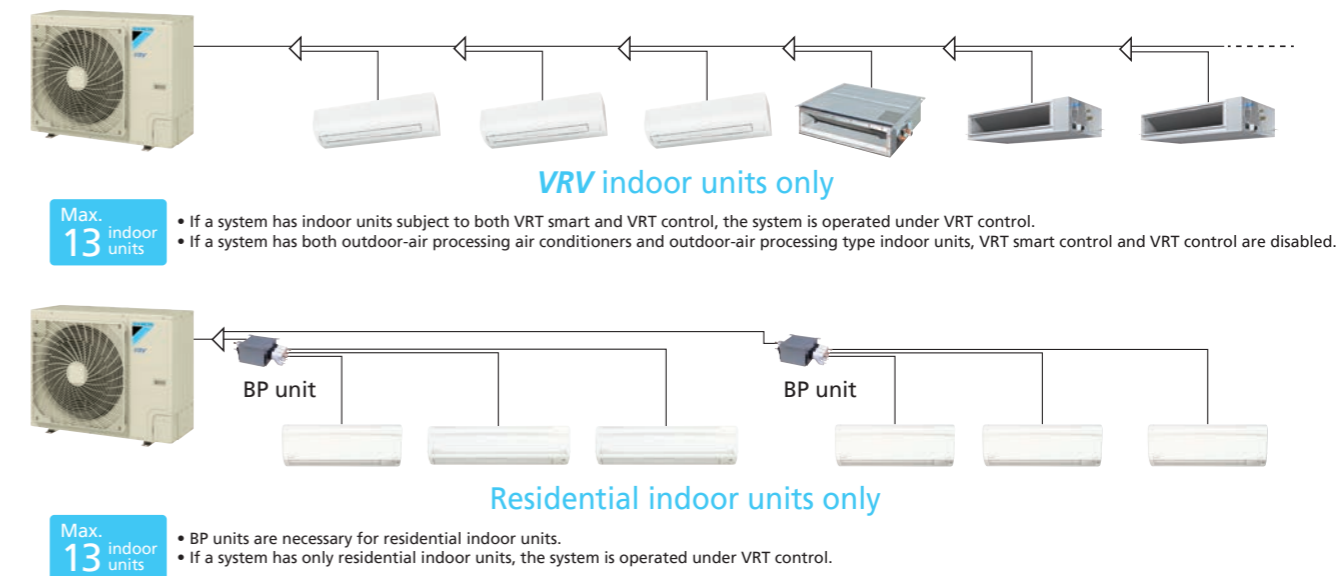 VRV
VRV indoor units only
Max.
13 indoor
units
• If a system has indoor units subject to both VRT smart and VRT control, the system is operated under VRT control.
• If a system has both outdoor-air processing air conditioners and outdoor-air processing type indoor units, VRT smart control and VRT control are disabled.
VRV
BP unit
BP unit
Residential indoor units only
Max.
13 indoor
units
• BP units are necessary for residential indoor units.
• If a system has only residential indoor units, the system is operated under VRT control.